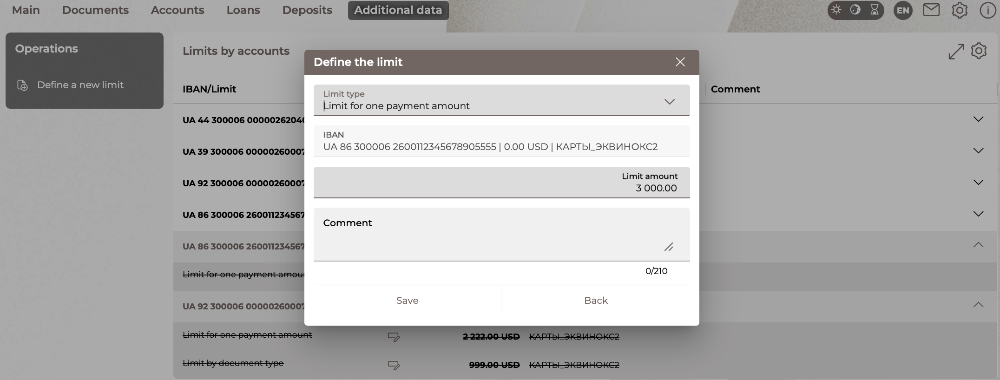 Main Documents Accounts Loans Deposits Additional data EN
Operations
Define a new limit
Limits by accounts
IBAN/Limit Comment
UA 44 300006 00000262040
UA 39 300006 00000260007
UA 92 300006 00000260007
UA 86 300006 260011234567
UA 86 300006 260011234567
Limit for one payment amour
UA 92 300006 00000260007
Limit for one payment amount 2 222.00 USD КАРТЫ_ЭКВИНОКС2
Limit by document type 999.00 USD КАРТЫ_ЭКВИНОКС2
Define the limit
Limit type
Limit for one payment amount
IBAN
UA 86 300006 2600112345678905555 | 0.00 USD | КАРТЫ_ЭКВИНОКС2
Limit amount
3 000.00
Comment
0/210
Save Back